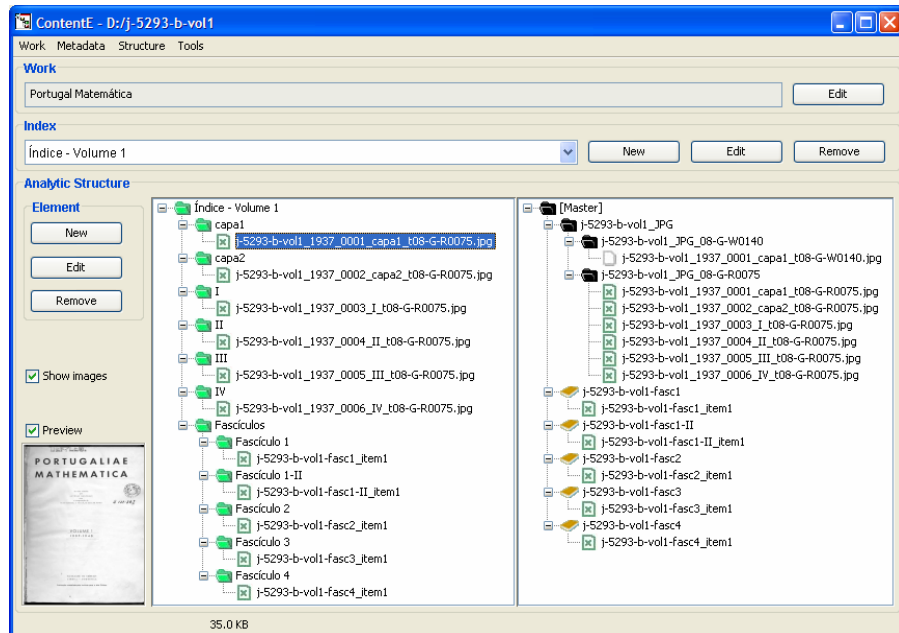 ContentE - D:/j-5293-b-vol1
Work Metadata Structure Tools
Work
Portugal Matemática
Edit
Index
Índice - Volume 1
New
Edit
Remove
Analytic Structure
Element
New
Edit
Remove
Show images
Preview
PORTUGALIAE
MATHEMATICA
Índice - Volume 1
capa1
j-5293-b-vol1_1937_0001_capa1_t08-G-R0075.jpg
capa2
j-5293-b-vol1_1937_0002_capa2_t08-G-R0075.jpg
I
j-5293-b-vol1_1937_0003_I_t08-G-R0075.jpg
II
j-5293-b-vol1_1937_0004_II_t08-G-R0075.jpg
III
j-5293-b-vol1_1937_0005_III_t08-G-R0075.jpg
IV
j-5293-b-vol1_1937_0006_IV_t08-G-R0075.jpg
Fascículos
Fascículo 1
j-5293-b-vol1-fasc1_item1
Fascículo 1-II
j-5293-b-vol1-fasc1-II_item1
Fascículo 2
j-5293-b-vol1-fasc2_item1
Fascículo 3
j-5293-b-vol1-fasc3_item1
Fascículo 4
j-5293-b-vol1-fasc4_item1
[Master]
j-5293-b-vol1_JPG
j-5293-b-vol1_JPG_08-G-W0140
j-5293-b-vol1_1937_0001_capa1_t08-G-W0140.jpg
j-5293-b-vol1_JPG_08-G-R0075
j-5293-b-vol1_1937_0001_capa1_t08-G-R0075.jpg
j-5293-b-vol1_1937_0002_capa2_t08-G-R0075.jpg
j-5293-b-vol1_1937_0003_I_t08-G-R0075.jpg
j-5293-b-vol1_1937_0004_II_t08-G-R0075.jpg
j-5293-b-vol1_1937_0005_III_t08-G-R0075.jpg
j-5293-b-vol1_1937_0006_IV_t08-G-R0075.jpg
j-5293-b-vol1-fasc1
j-5293-b-vol1-fasc1_item1
j-5293-b-vol1-fasc1-II
j-5293-b-vol1-fasc1-II_item1
j-5293-b-vol1-fasc2
j-5293-b-vol1-fasc2_item1
j-5293-b-vol1-fasc3
j-5293-b-vol1-fasc3_item1
j-5293-b-vol1-fasc4
j-5293-b-vol1-fasc4_item1
35.0 KB